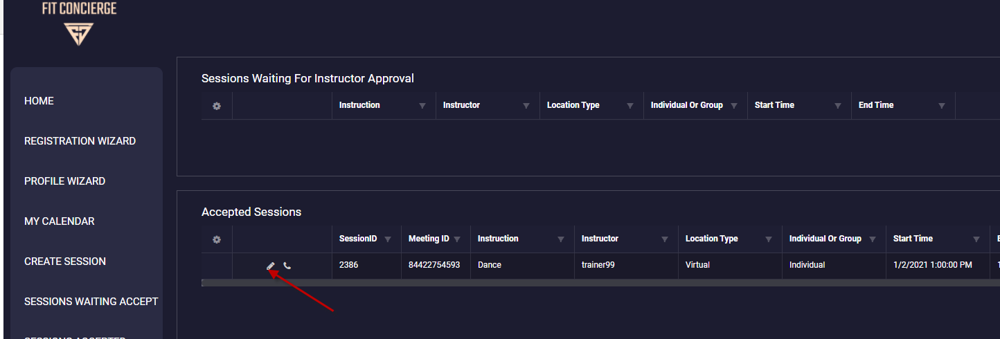 FIT CONCIERGE
HOME
REGISTRATION WIZARD
PROFILE WIZARD
MY CALENDAR
CREATE SESSION
SESSIONS WAITING ACCEPT
SESSIONS ACCEPTED
Sessions Waiting For Instructor Approval
Instruction Instructor Location Type Individual Or Group Start Time End Time
Accepted Sessions
SessionID Meeting ID Instruction Instructor Location Type Individual Or Group Start Time
2386 84422754593 Dance trainer99 Virtual Individual 1/2/2021 1:00:00 PM